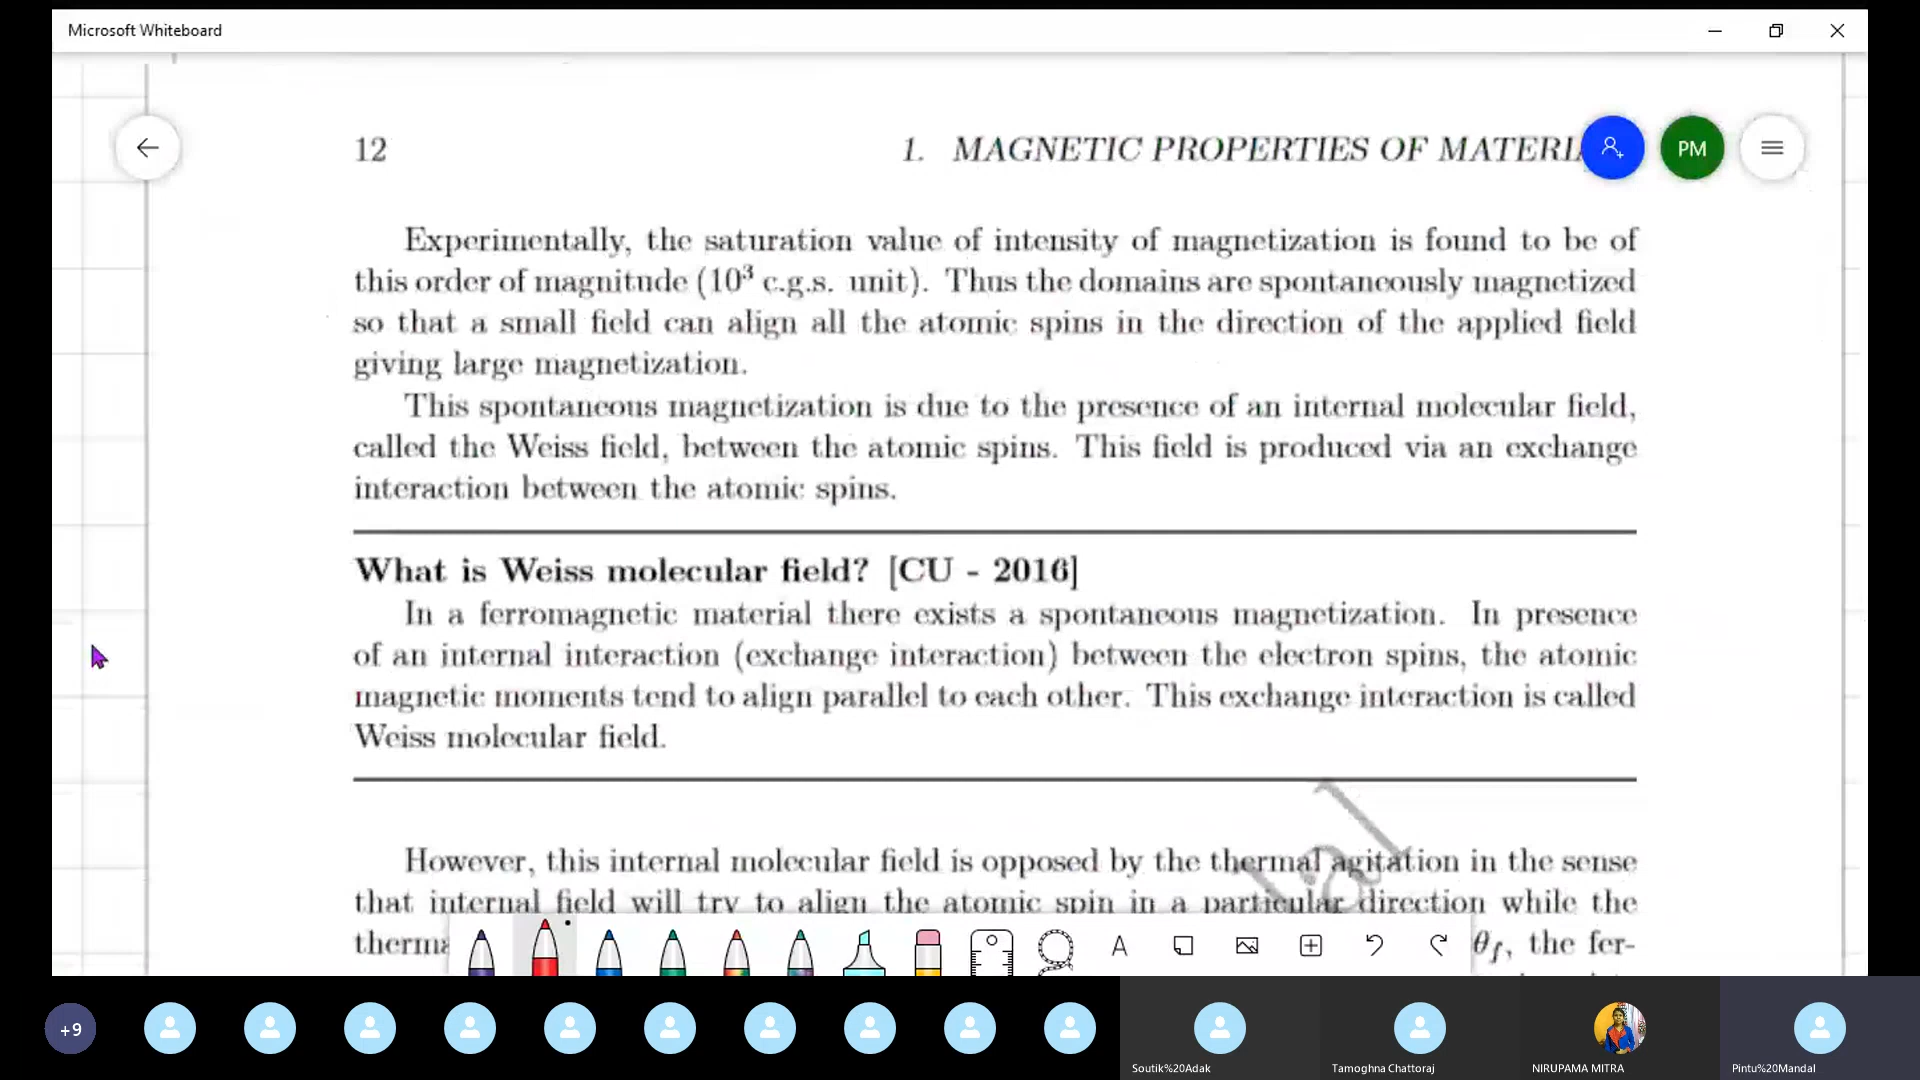 Microsoft Whiteboard
12 1. MAGNETIC PROPERTIES OF MATERI
PM
Experimentally, the saturation value of intensity of magnetization is found to be of
this order of magnitude (10³ c.g.s. unit). Thus the domains are spontaneously magnetized
so that a small field can align all the atomic spins in the direction of the applied field
giving large magnetization.
This spontaneous magnetization is due to the presence of an internal molecular field,
called the Weiss field, between the atomic spins. This field is produced via an exchange
interaction between the atomic spins.
What is Weiss molecular field? [CU - 2016]
In a ferromagnetic material there exists a spontaneous magnetization. In presence
of an internal interaction (exchange interaction) between the electron spins, the atomic
magnetic moments tend to align parallel to each other. This exchange interaction is called
Weiss molecular field.
However, this internal molecular field is opposed by the thermal agitation in the sense
that internal field will try to align the atomic spin in a particular direction while the
therma θf, the fer-
A
+9
Soutik%20Adak
Tamoghna Chattoraj
NIRUPAMA MITRA
Pintu%20Mandal